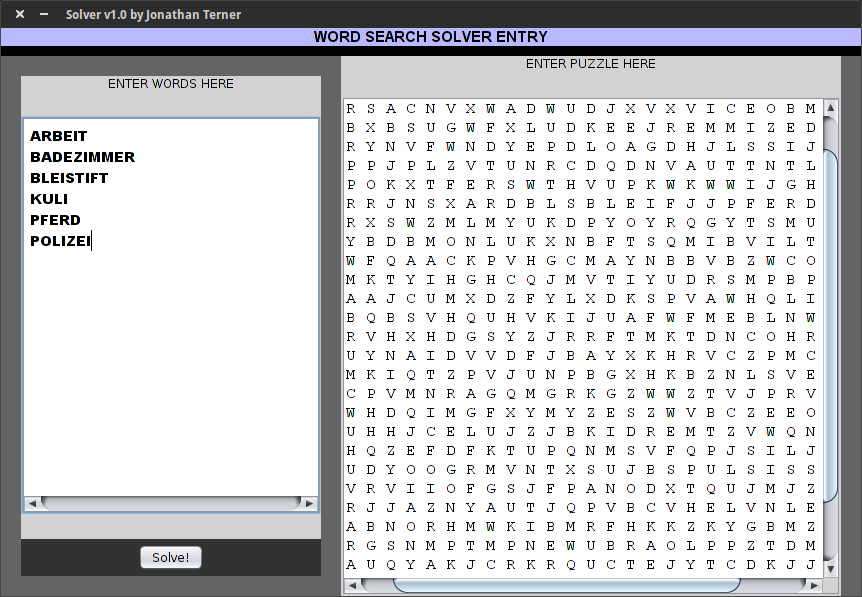 Solver v1.0 by Jonathan Terner
WORD SEARCH SOLVER ENTRY
ENTER WORDS HERE
ARBEIT
BADEZIMMER
BLEISTIFT
KULI
PFERD
POLIZEI
Solve!
ENTER PUZZLE HERE
R S A C N V X W A D W U D J X V X V I C E O B M
B X B S U G W F X L U D K E E J R E M M I Z E D
R Y N V F W N D Y E P D L O A G D H J L S S I J
P P J P L Z V T U N R C D Q D N V A U T T N T L
P O K X T F E R S W T H V U P K W K W W I J G H
R R J N S X A R D B L S B L E I F J J P F E R D
R X S W Z M L M Y U K D P Y O Y R Q G Y T S M U
Y B D B M O N L U K X N B F T S Q M I B V I L T
W F Q A A C K P V H G C M A Y N B B V B Z W C O
M K T Y I H G H C Q J M V T I Y U D R S M P B P
A A J C U M X D Z F Y L X D K S P V A W H Q L I
B Q B S V H Q U H V K I J U A F W F M E B L N W
R V H X H D G S Y Z J R R F T M K T D N C O H R
U Y N A I D V V D F J B A Y X K H R V C Z P M C
M K I Q T Z P V J U N P B G X H K B Z N L S V E
C P V M N R A G Q M G R K G Z W W Z T V J P R V
W H D Q I M G F X Y M Y Z E S Z W V B C Z E E O
U H H J C E L U J Z J B K I D R E M T Z V W Q N
H Q Z E F D F K T U P Q N M S V F Q P J S I L J
U D Y O O G R M V N T X S U J B S P U L S I S S
V R V I I O F G S J F P A N O D X T Q U J M J Z
R J J A Z N Y A U T J Q P V B C V H E L V N L E
A B N O R H M W K I B M R F H K K Z K Y G B M Z
R G S N M P T M P N E W U B R A O L P P Z T D M
A U Q Y A K J C R K R Q U C T E J Y T C D K J J